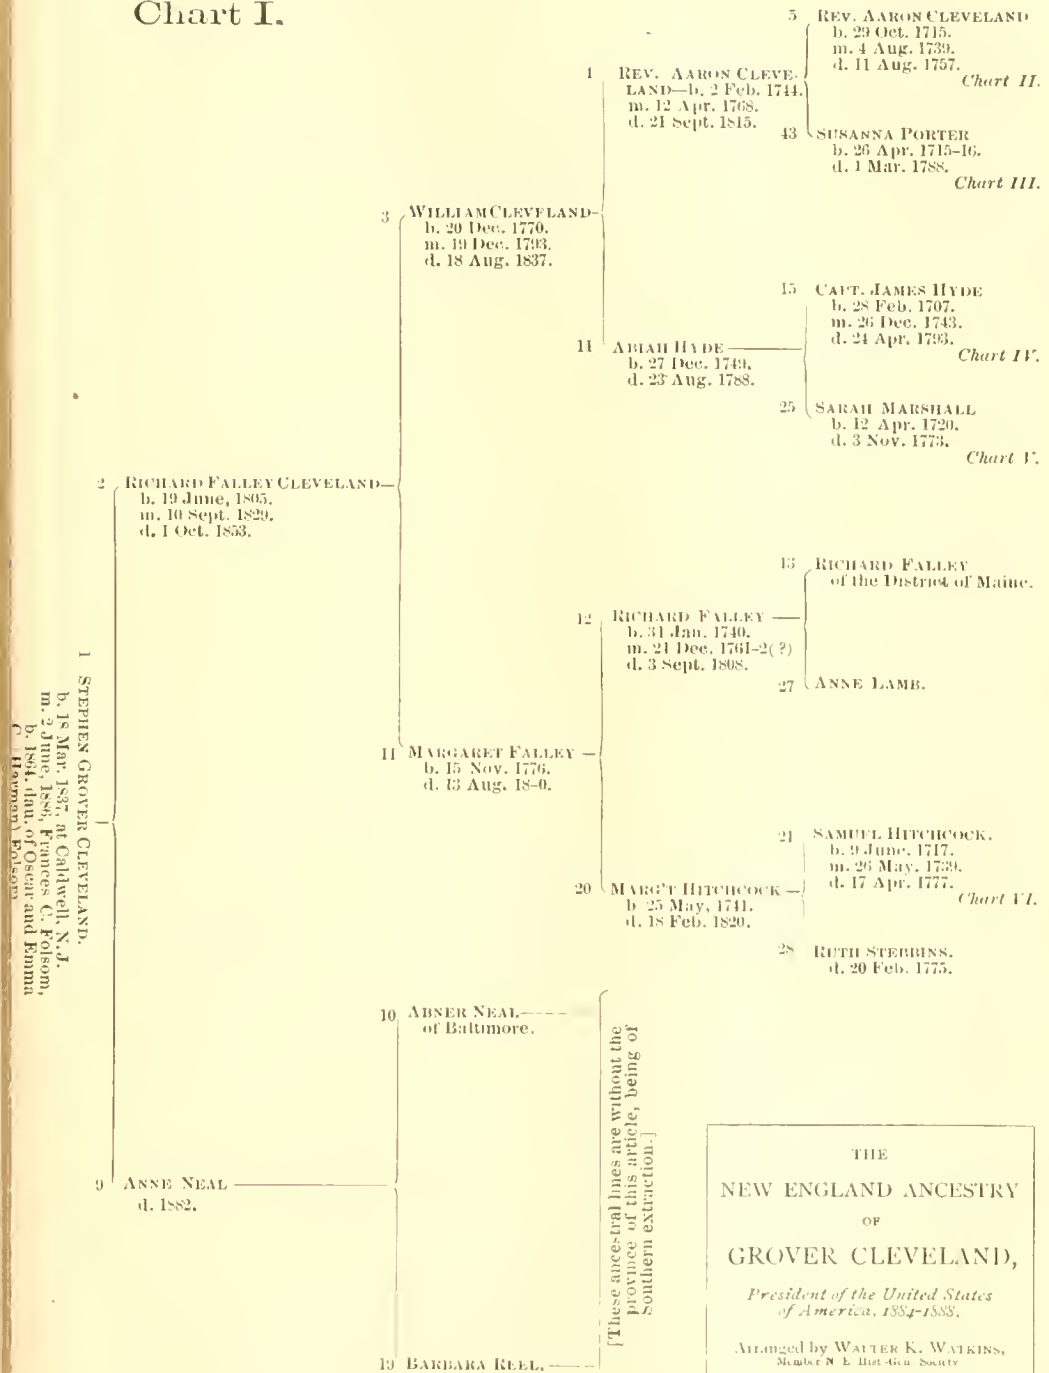 Chart I.
1 STEPHEN GROVER CLEVELAND.
b. 18 Mar. 1837, at Caldwell, N.J.
m. 2 June, 1886, Frances C. Folsom,
b. 1864, dau. of Oscar and Emma
C. (Harman) Folsom
2 RICHARD FALLEY CLEVELAND
b. 19 June, 1805.
m. 10 Sept. 1829.
d. 1 Oct. 1853.
9 ANNE NEAL
d. 1882.
3 WILLIAM CLEVELAND
b. 20 Dec. 1770.
m. 19 Dec. 1793.
d. 18 Aug. 1837.
11 MARGARET FALLEY
b. 15 Nov. 1776.
d. 13 Aug. 18-0.
10 ABNER NEAL
of Baltimore.
19 BARBARA REEL.
1 REV. AARON CLEVE-
LAND—b. 2 Feb. 1744.
m. 12 Apr. 1768.
d. 21 Sept. 1815.
11 ABIAH HYDE
b. 27 Dec. 1749.
d. 23 Aug. 1788.
12 RICHARD FALLEY
b. 31 Jan. 1740.
m. 21 Dec. 1761-2(?)
d. 3 Sept. 1808.
20 MARG'T HITCHCOCK
b 25 May, 1741.
d. 18 Feb. 1820.
[These ancestral lines are without the
province of this article, being of
Southern extraction.]
5 REV. AARON CLEVELAND
b. 29 Oct. 1715.
m. 4 Aug. 1739.
d. 11 Aug. 1757.
Chart II.
43 SUSANNA PORTER
b. 26 Apr. 1715-16.
d. 1 Mar. 1788.
Chart III.
15 CAPT. JAMES HYDE
b. 28 Feb. 1707.
m. 26 Dec. 1743.
d. 24 Apr. 1793.
Chart IV.
25 SARAH MARSHALL
b. 12 Apr. 1720.
d. 3 Nov. 1773.
Chart V.
13 RICHARD FALLEY
of the District of Maine.
27 ANNE LAMB.
21 SAMUEL HITCHCOCK.
b. 9 June, 1717.
m. 26 May, 1739.
d. 17 Apr. 1777.
Chart VI.
28 RUTH STEBBINS.
d. 20 Feb. 1775.
THE
NEW ENGLAND ANCESTRY
OF
GROVER CLEVELAND,
President of the United States
of America, 1884-1888.
Arranged by WALTER K. WATKINS,
Member N E Hist-Gen Society